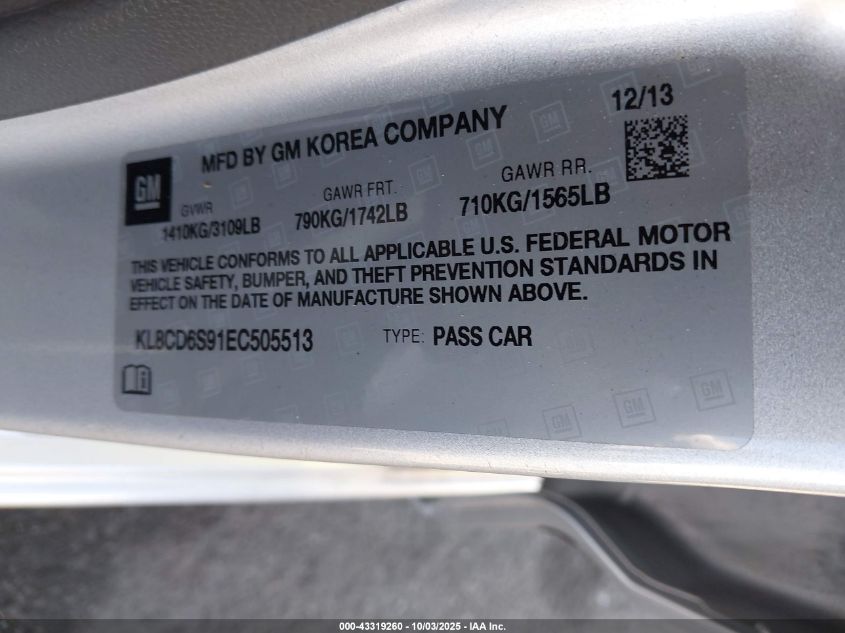 12/13
GM MFD BY GM KOREA COMPANY
GVWR GAWR FRT. GAWR RR.
1410KG/3109LB 790KG/1742LB 710KG/1565LB
THIS VEHICLE CONFORMS TO ALL APPLICABLE U.S. FEDERAL MOTOR
VEHICLE SAFETY, BUMPER, AND THEFT PREVENTION STANDARDS IN
EFFECT ON THE DATE OF MANUFACTURE SHOWN ABOVE.
KL8CD6S91EC505513 TYPE: PASS CAR
000-43319260 - 10/03/2025 - IAA Inc.